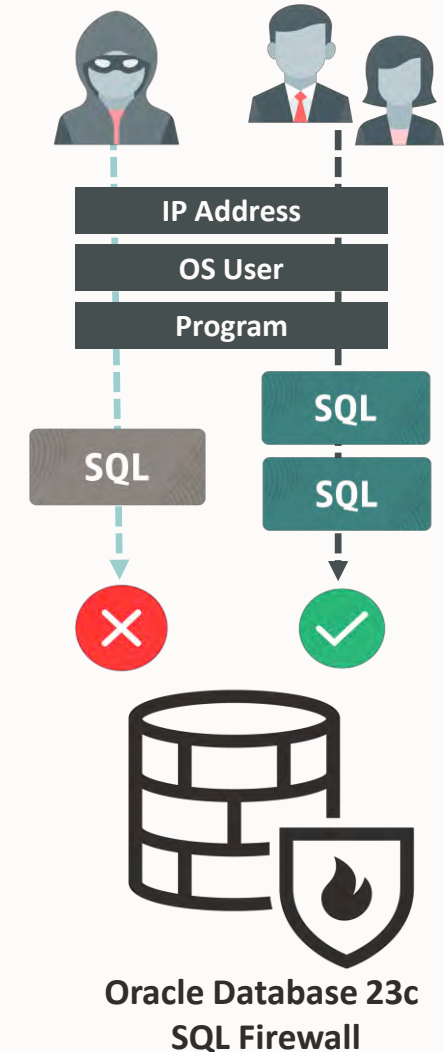 IP Address
OS User
Program
SQL
SQL
SQL
Oracle Database 23c
SQL Firewall